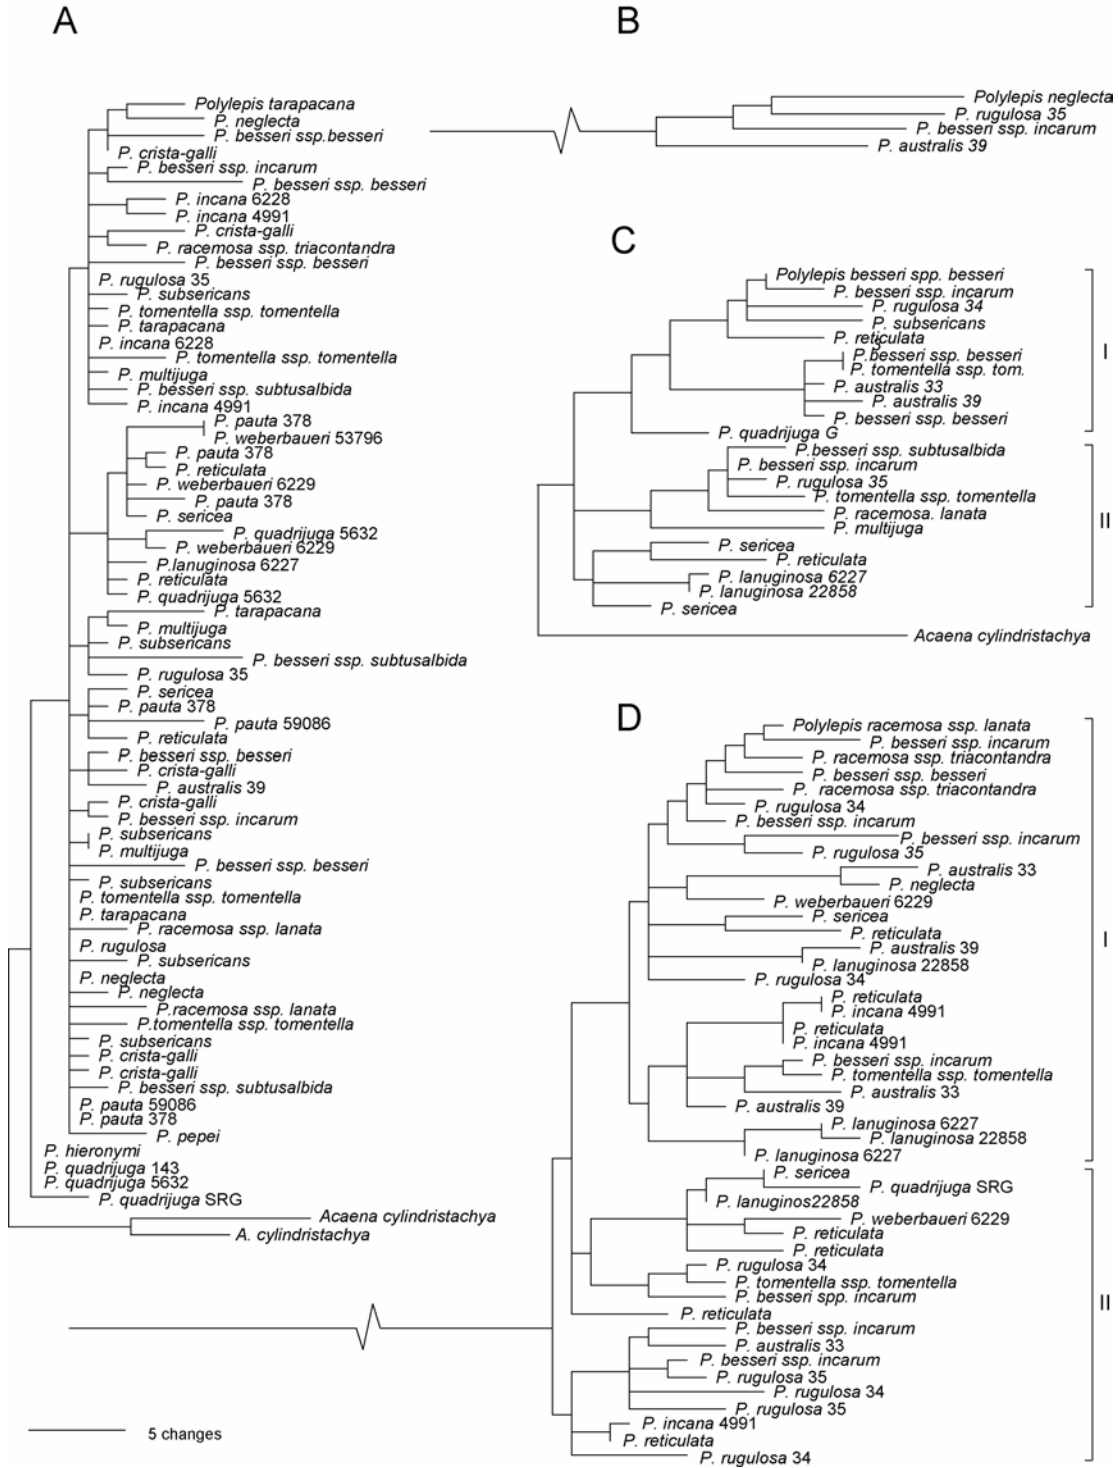 A
Polylepis tarapacana
P. neglecta
P. besseri ssp.besseri
P. crista-galli
P. besseri ssp. incarum
P. besseri ssp. besseri
P. incana 6228
P. incana 4991
P. crista-galli
P. racemosa ssp. triacontandra
P. besseri ssp. besseri
P. rugulosa 35
P. subsericans
P. tomentella ssp. tomentella
P. tarapacana
P. incana 6228
P. tomentella ssp. tomentella
P. multijuga
P. besseri ssp. subtusalbida
P. incana 4991
P. pauta 378
P. weberbaueri 53796
P. pauta 378
P. reticulata
P. weberbaueri 6229
P. pauta 378
P. sericea
P. quadrijuga 5632
P. weberbaueri 6229
P.lanuginosa 6227
P. reticulata
P. quadrijuga 5632
P. tarapacana
P. multijuga
P. subsericans
P. besseri ssp. subtusalbida
P. rugulosa 35
P. sericea
P. pauta 378
P. pauta 59086
P. reticulata
P. besseri ssp. besseri
P. crista-galli
P. australis 39
P. crista-galli
P. besseri ssp. incarum
P. subsericans
P. multijuga
P. besseri ssp. besseri
P. subsericans
P. tomentella ssp. tomentella
P. tarapacana
P. racemosa ssp. lanata
P. rugulosa
P. subsericans
P. neglecta
P. neglecta
P.racemosa ssp. lanata
P.tomentella ssp. tomentella
P. subsericans
P. crista-galli
P. crista-galli
P. besseri ssp. subtusalbida
P. pauta 59086
P. pauta 378
P. pepei
P. hieronymi
P. quadrijuga 143
P. quadrijuga 5632
P. quadrijuga SRG
Acaena cylindristachya
A. cylindristachya
5 changes
B
Polylepis neglecta
P. rugulosa 35
P. besseri ssp. incarum
P. australis 39
C
Polylepis besseri spp. besseri
P. besseri ssp. incarum
P. rugulosa 34
P. subsericans
P. reticulata
P.besseri ssp. besseri
P. tomentella ssp. tom.
P. australis 33
P. australis 39
P. besseri ssp. besseri
P. quadrijuga G
I
P.besseri ssp. subtusalbida
P. besseri ssp. incarum
P. rugulosa 35
P. tomentella ssp. tomentella
P. racemosa. lanata
P. multijuga
P. sericea
P. reticulata
P. lanuginosa 6227
P. lanuginosa 22858
P. sericea
II
Acaena cylindristachya
D
Polylepis racemosa ssp. lanata
P. besseri ssp. incarum
P. racemosa ssp. triacontandra
P. besseri ssp. besseri
P. racemosa ssp. triacontandra
P. rugulosa 34
P. besseri ssp. incarum
P. besseri ssp. incarum
P. rugulosa 35
P. australis 33
P. neglecta
P. weberbaueri 6229
P. sericea
P. reticulata
P. australis 39
P. lanuginosa 22858
P. rugulosa 34
P. reticulata
P. incana 4991
P. reticulata
P. incana 4991
P. besseri ssp. incarum
P. tomentella ssp. tomentella
P. australis 33
P. australis 39
P. lanuginosa 6227
P. lanuginosa 22858
P. lanuginosa 6227
I
P. sericea
P. quadrijuga SRG
P. lanuginos22858
P. weberbaueri 6229
P. reticulata
P. reticulata
P. rugulosa 34
P. tomentella ssp. tomentella
P. besseri spp. incarum
P. reticulata
P. besseri ssp. incarum
P. australis 33
P. besseri ssp. incarum
P. rugulosa 35
P. rugulosa 34
P. rugulosa 35
P. incana 4991
P. reticulata
P. rugulosa 34
II